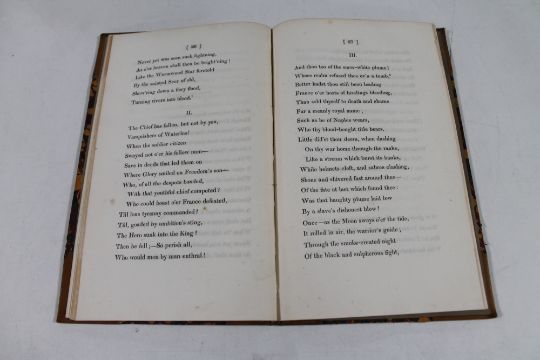 [ 36 ]
Never yet was seen such lightning,
As o'er heaven shall then be bright'ning!
Like the Wormwood Star foretold
By the sainted Seer of old,
Show'ring down a fiery flood,
Turning rivers into blood.
II.
The Chief has fallen, but not by you,
Vanquishers of Waterloo!
When the soldier citizen
Swayed not o'er his fellow men—
Save in deeds that led them on
Where Glory smiled on Freedom's son—
Who, of all the despots banded,
With that youthful chief competed?
Who could boast o'er France defeated,
Till lone tyranny commanded?
Till, goaded by ambition's sting,
The Hero sunk into the King?
Then he fell;—So perish all,
Who would men by man enthral!
[ 37 ]
III.
And thou too of the snow-white plume!
Whose realm refused thee ev'n a tomb,
Better hadst thou still been leading
France o'er hosts of hirelings bleeding,
Than sold thyself to death and shame
For a meanly royal name;
Such as he of Naples wears,
Who thy blood-bought title bears.
Little did'st thou deem, when dashing
On thy war horse through the ranks,
Like a stream which burst its banks,
While helmets cleft, and sabres clashing,
Shone and shivered fast around thee—
Of the fate at last which found thee:
Was that haughty plume laid low
By a slave's dishonest blow!
Once—as the Moon sways o'er the tide,
It rolled in air, the warrior's guide;
Through the smoke-created night
Of the black and sulphurous fight,